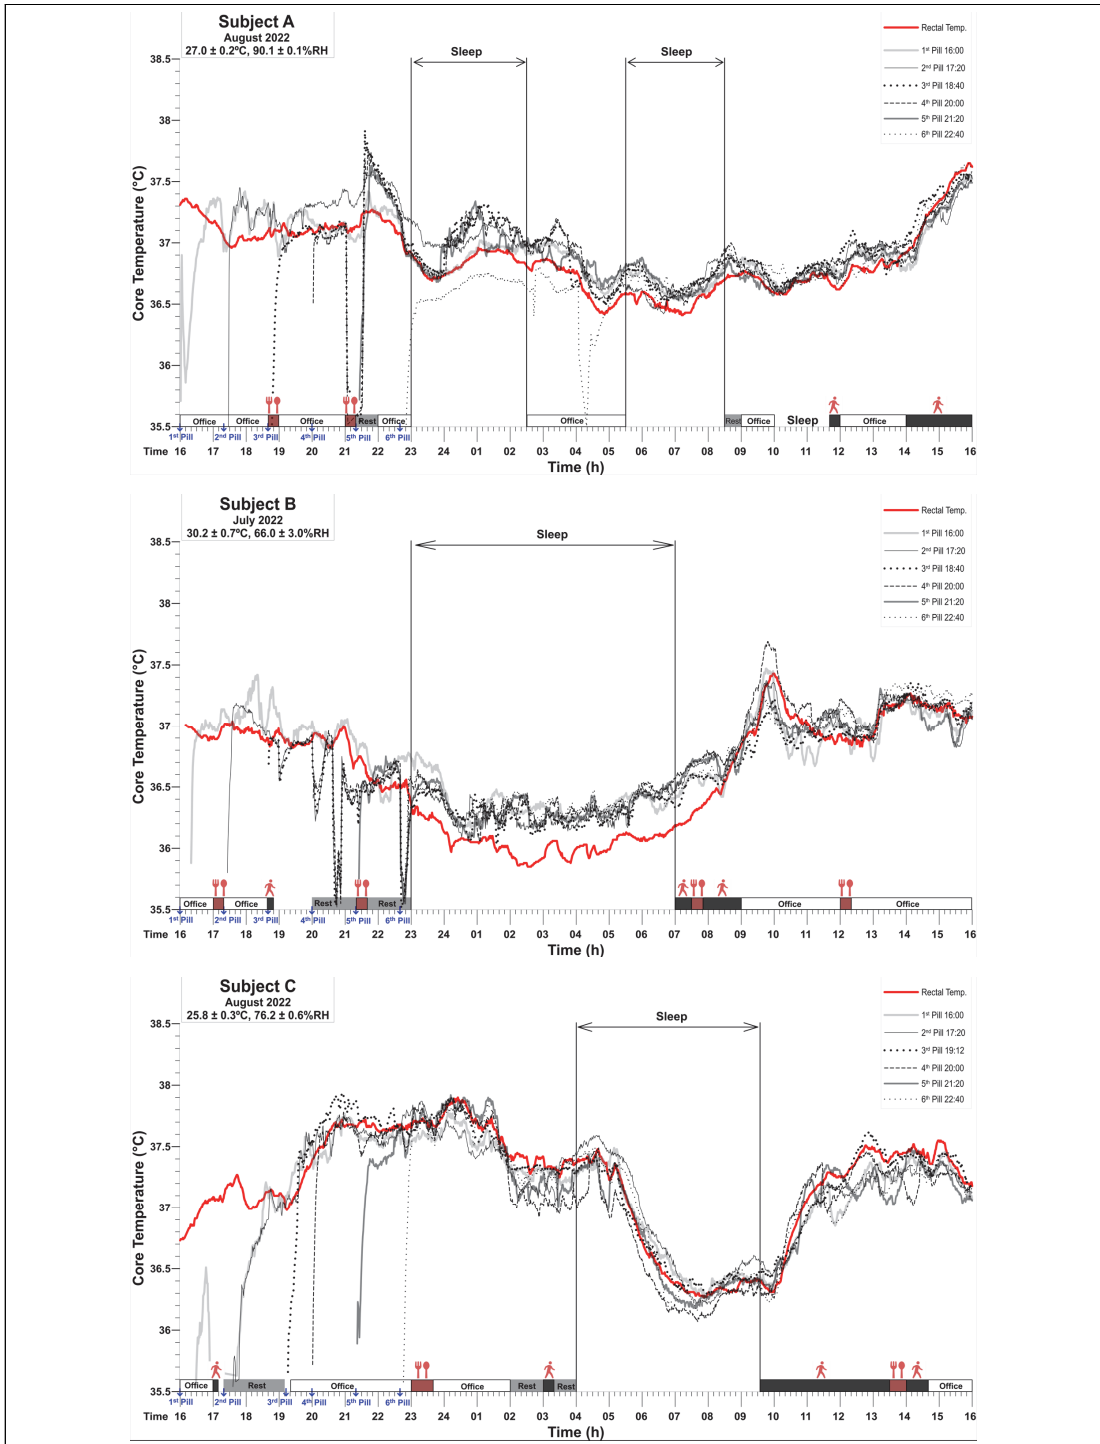 Subject A
August 2022
27.0 ± 0.2ºC, 90.1 ± 0.1%RH
Rectal Temp.
1st Pill 16:00
2nd Pill 17:20
3rd Pill 18:40
4th Pill 20:00
5th Pill 21:20
6th Pill 22:40
Sleep
Sleep
Core Temperature (°C)
38.5
38
37.5
37
36.5
36
35.5
Office
Office
Office
Rest
Office
Office
Rest
Office
Sleep
Office
1st Pill
2nd Pill
3rd Pill
4th Pill
5th Pill
6th Pill
Time
16 17 18 19 20 21 22 23 24 01 02 03 04 05 06 07 08 09 10 11 12 13 14 15 16
Time (h)
Subject B
July 2022
30.2 ± 0.7ºC, 66.0 ± 3.0%RH
Rectal Temp.
1st Pill 16:00
2nd Pill 17:20
3rd Pill 18:40
4th Pill 20:00
5th Pill 21:20
6th Pill 22:40
Sleep
Core Temperature (°C)
38.5
38
37.5
37
36.5
36
35.5
Office
Office
Rest
Rest
Office
Office
1st Pill
2nd Pill
3rd Pill
4th Pill
5th Pill
6th Pill
Time
16 17 18 19 20 21 22 23 24 01 02 03 04 05 06 07 08 09 10 11 12 13 14 15 16
Time (h)
Subject C
August 2022
25.8 ± 0.3ºC, 76.2 ± 0.6%RH
Rectal Temp.
1st Pill 16:00
2nd Pill 17:20
3rd Pill 19:12
4th Pill 20:00
5th Pill 21:20
6th Pill 22:40
Sleep
Core Temperature (°C)
38.5
38
37.5
37
36.5
36
35.5
Office
Rest
Office
Office
Rest
Rest
Office
1st Pill
2nd Pill
3rd Pill
4th Pill
5th Pill
6th Pill
Time
16 17 18 19 20 21 22 23 24 01 02 03 04 05 06 07 08 09 10 11 12 13 14 15 16
Time (h)